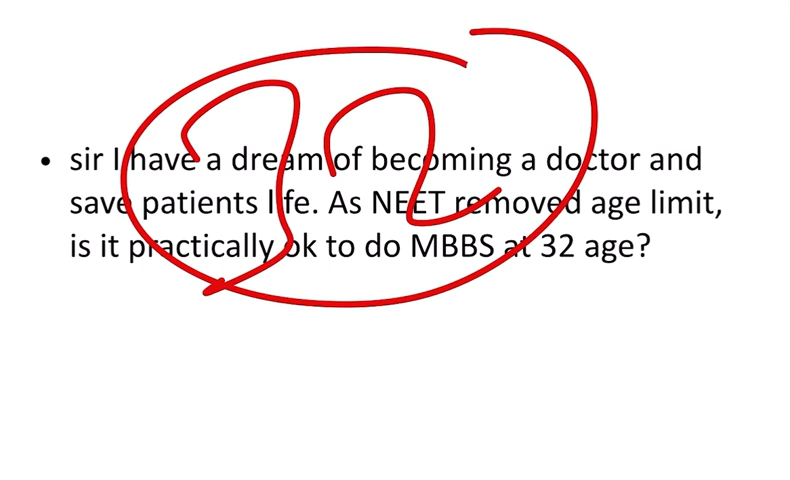 32
• sir I have a dream of becoming a doctor and
save patients life. As NEET removed age limit,
is it practically ok to do MBBS at 32 age?